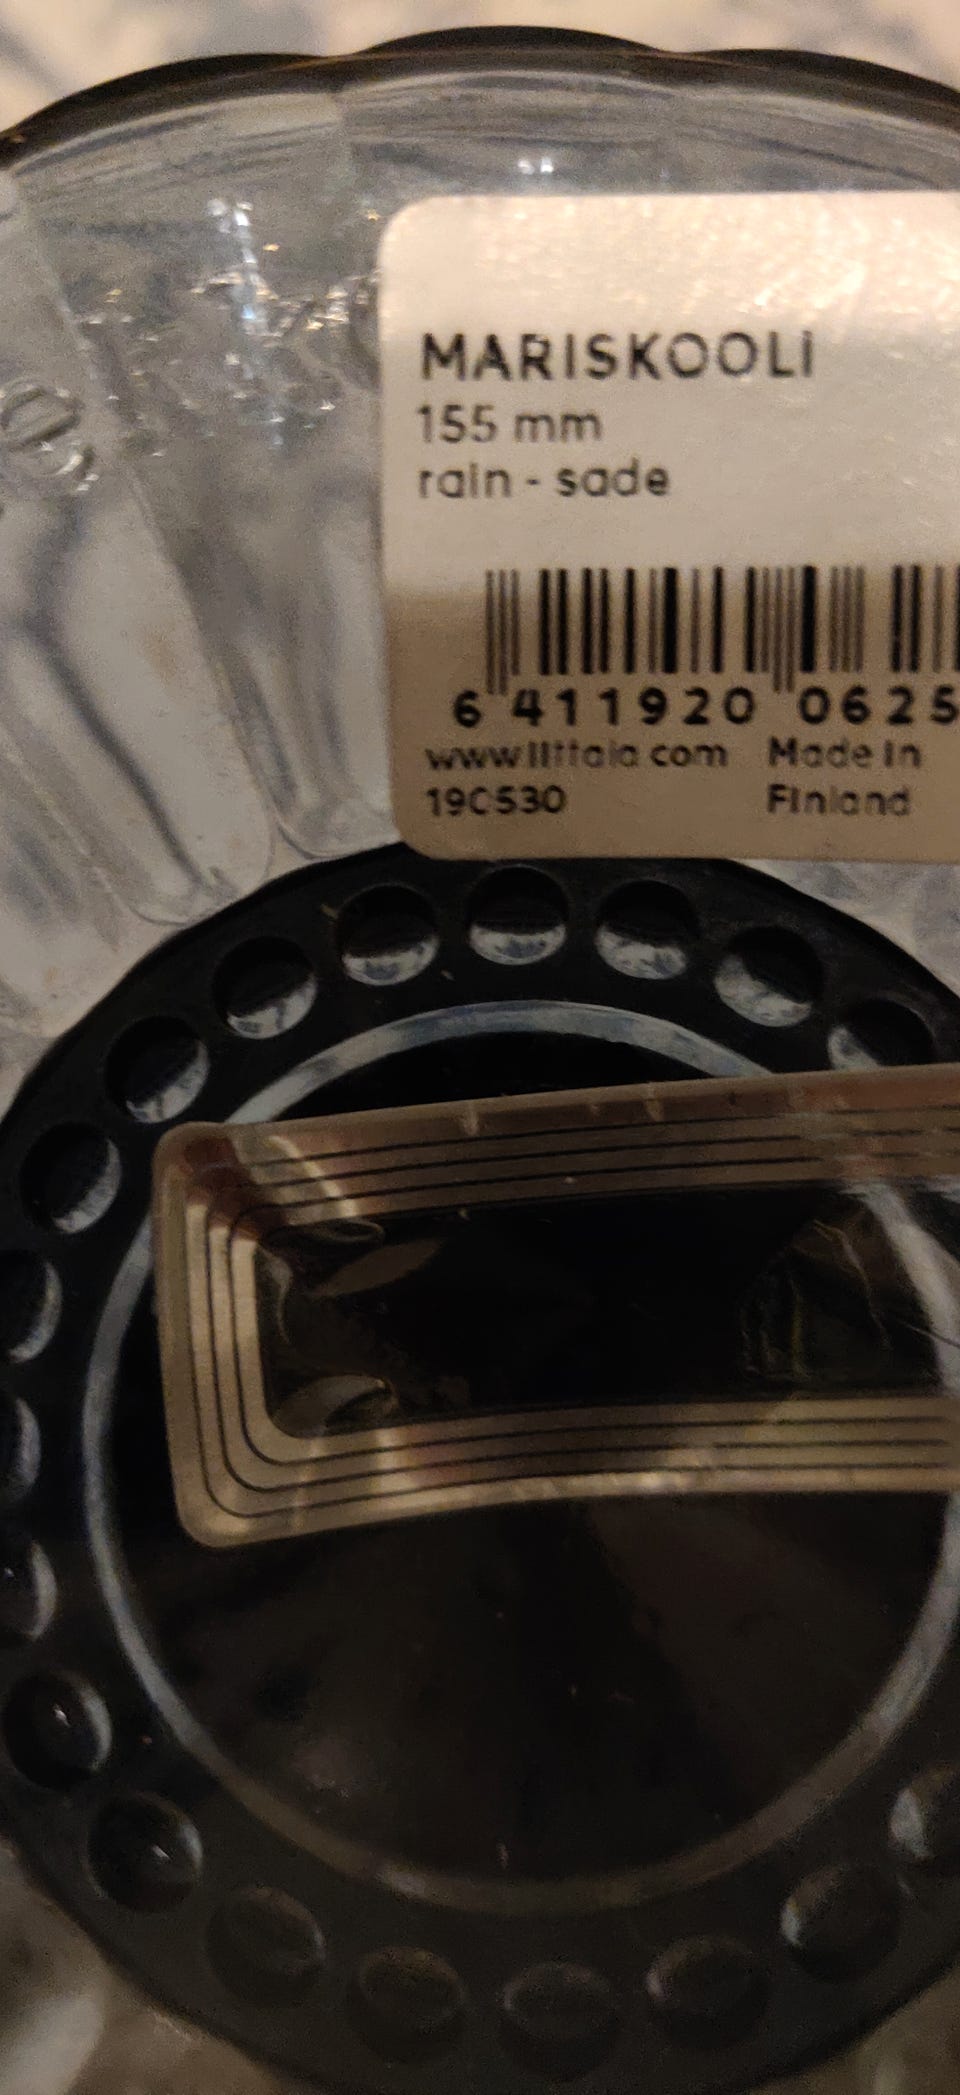 MARISKOOLI
155 mm
rain - sade
6 411920 0625
www.iittala.com Made in
19C530 Finland